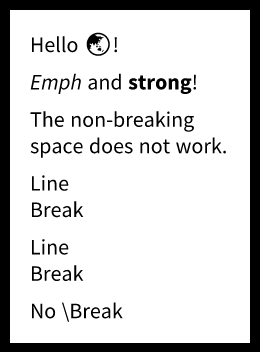 Hello 🌏!
Emph and strong!
The non-breaking
space does not work.
Line
Break
Line
Break
No \Break